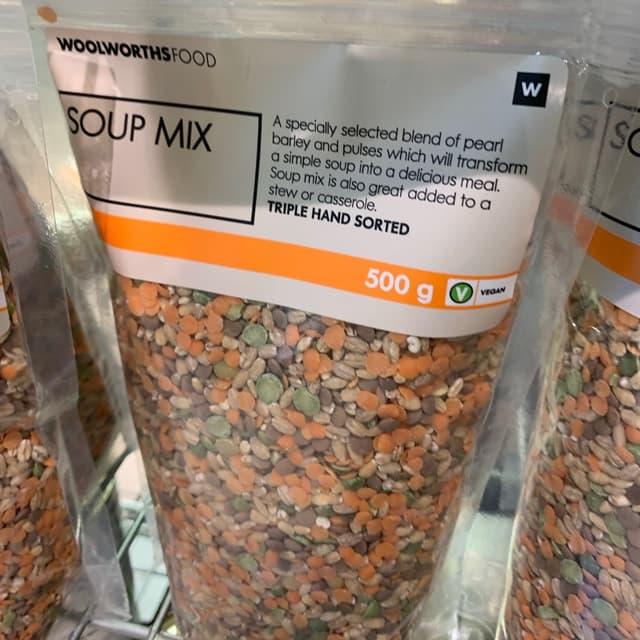 WOOLWORTHSFOOD
W
SOUP MIX
A specially selected blend of pearl
barley and pulses which will transform
a simple soup into a delicious meal.
Soup mix is also great added to a
stew or casserole.
TRIPLE HAND SORTED
500 g
V VEGAN